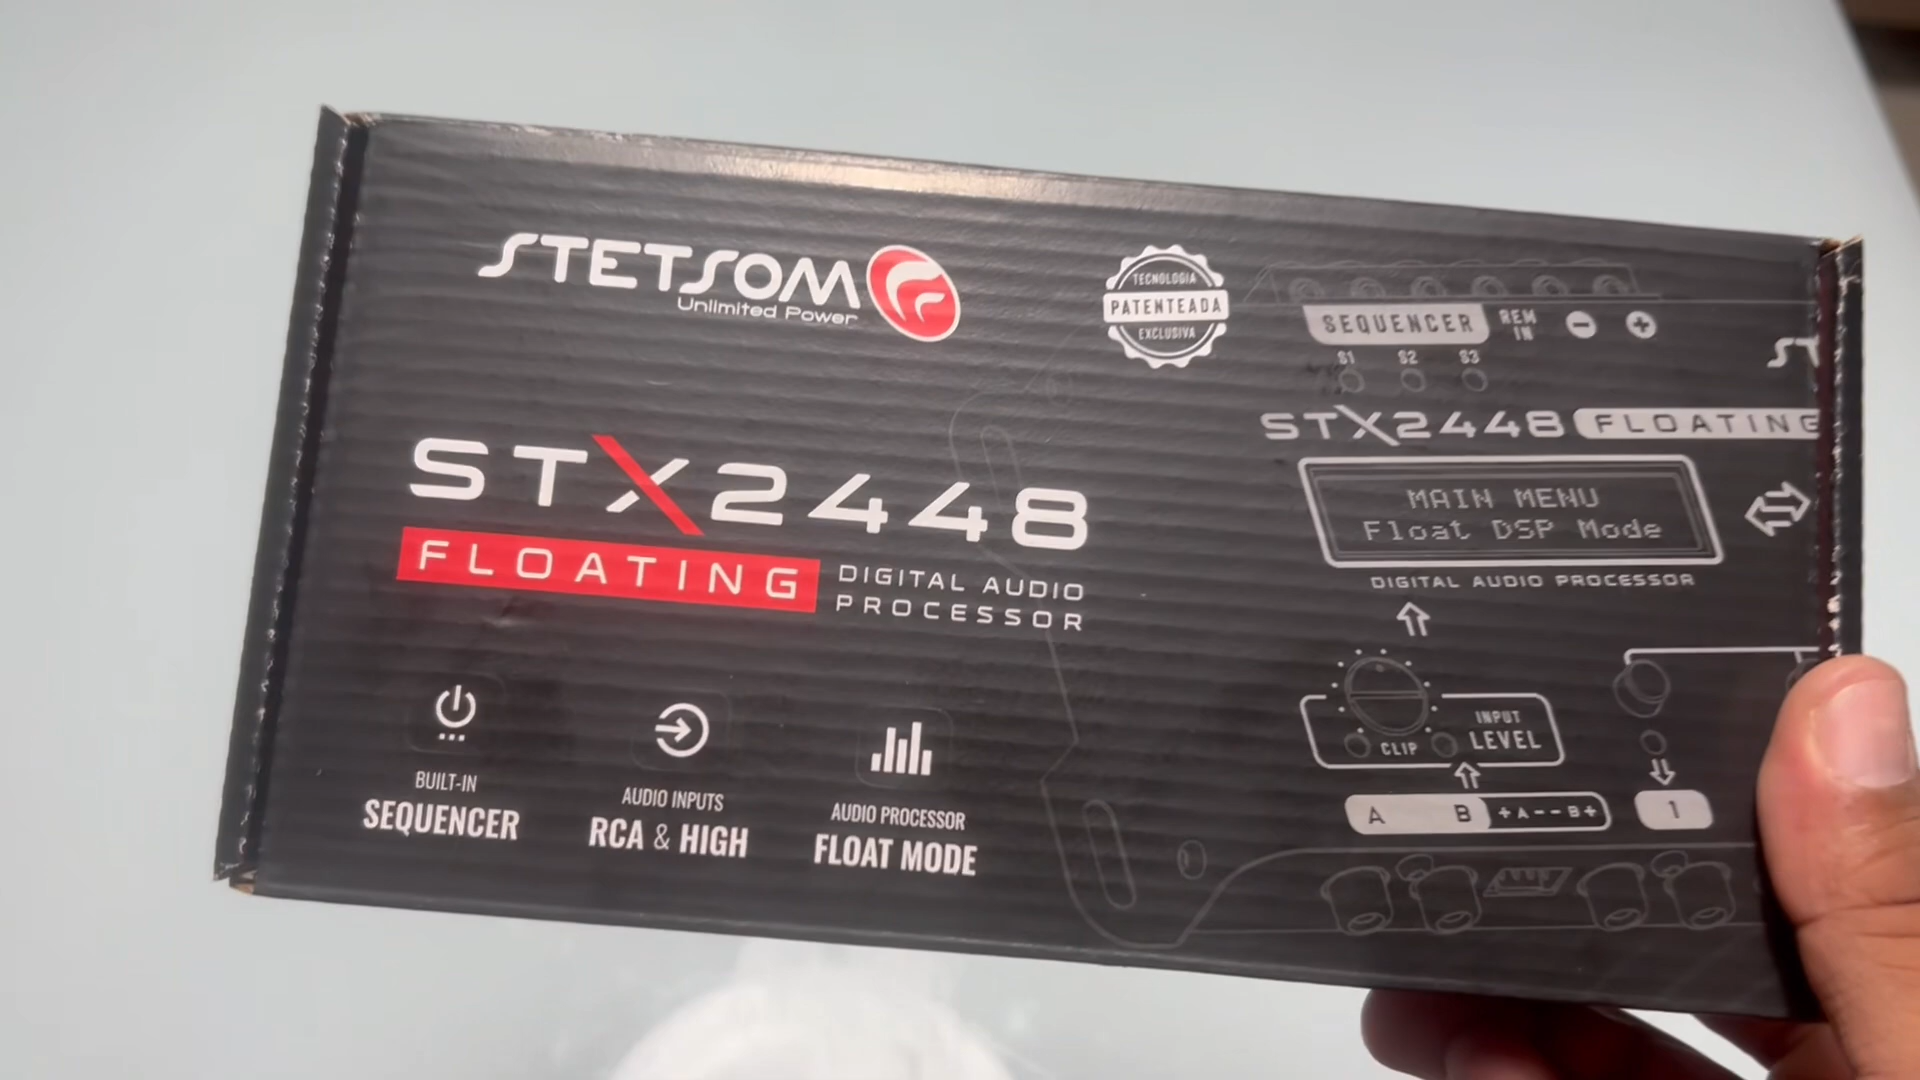 STETSOM
Unlimited Power
TECNOLOGIA
PATENTEADA
EXCLUSIVA
SEQUENCER
REM
IN
S1 S2 S3
ST
STX2448 FLOATING
MAIN MENU
Float DSP Mode
DIGITAL AUDIO PROCESSOR
STX2448
FLOATING
DIGITAL AUDIO
PROCESSOR
INPUT
LEVEL
CLIP
A B +A--B+
1
BUILT-IN
SEQUENCER
AUDIO INPUTS
RCA & HIGH
AUDIO PROCESSOR
FLOAT MODE